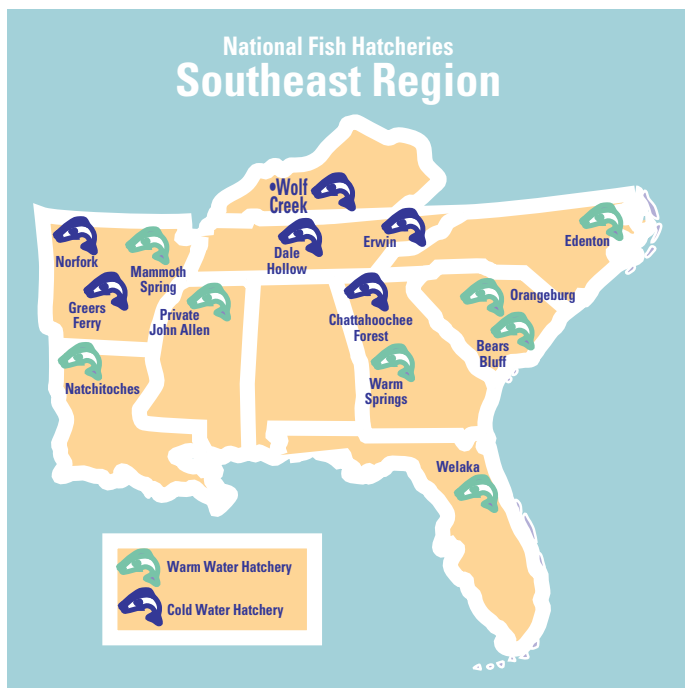 National Fish Hatcheries
Southeast Region
•Wolf
Creek
Norfork
Mammoth
Spring
Dale
Hollow
Erwin
Edenton
Greers
Ferry
Private
John Allen
Chattahoochee
Forest
Orangeburg
Bears
Bluff
Natchitoches
Warm
Springs
Welaka
Warm Water Hatchery
Cold Water Hatchery